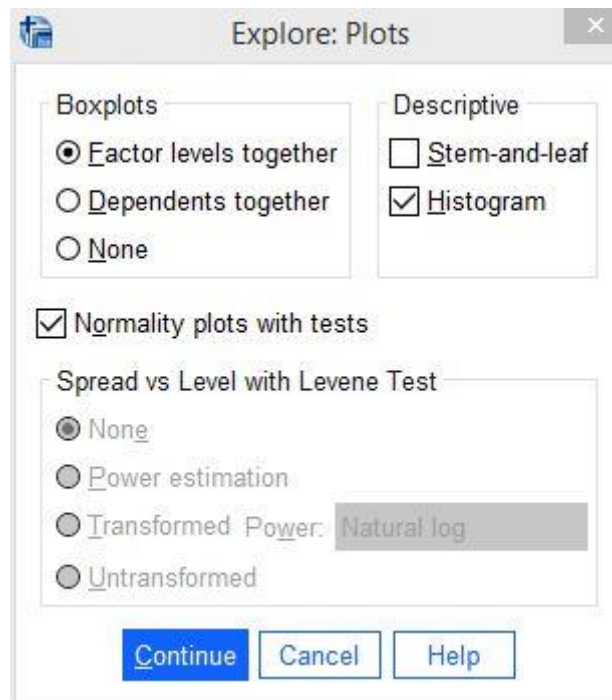 Explore: Plots
Boxplots
Factor levels together
Dependents together
None
Descriptive
Stem-and-leaf
Histogram
Normality plots with tests
Spread vs Level with Levene Test
None
Power estimation
Transformed Power: Natural log
Untransformed
Continue Cancel Help